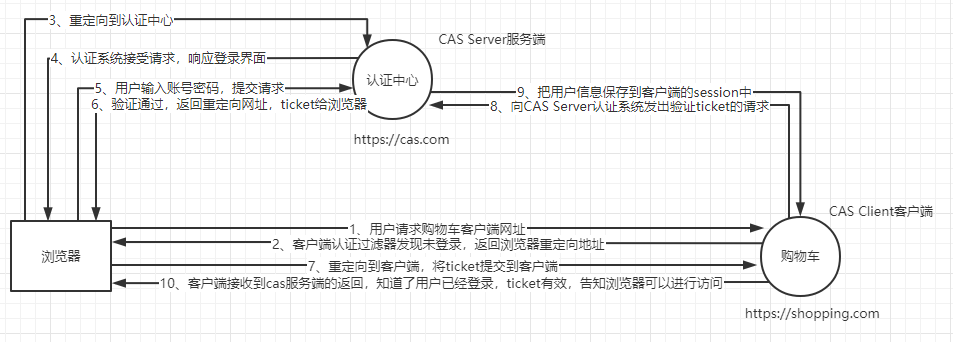 3、重定向到认证中心
CAS Server服务端
4、认证系统接受请求，响应登录界面
认证中心
5、用户输入账号密码，提交请求
9、把用户信息保存到客户端的session中
6、验证通过，返回重定向网址，ticket给浏览器
8、向CAS Server认证系统发出验证ticket的请求
https://cas.com
CAS Client客户端
1、用户请求购物车客户端网址
2、客户端认证过滤器发现未登录，返回浏览器重定向地址
浏览器
购物车
7、重定向到客户端，将ticket提交到客户端
10、客户端接收到cas服务端的返回，知道了用户已经登录，ticket有效，告知浏览器可以进行访问
https://shopping.com